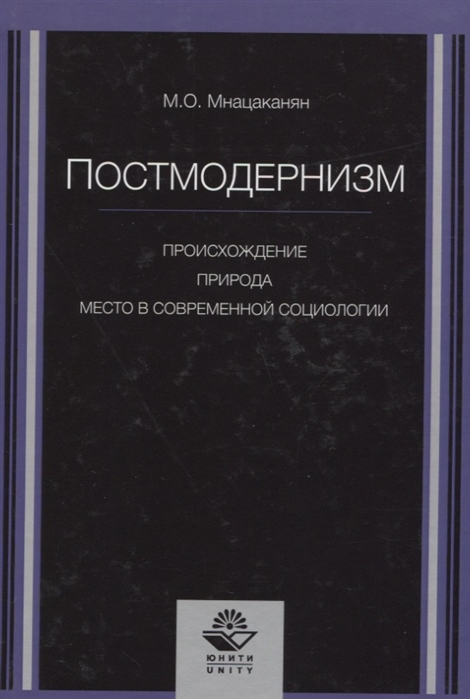 М.О. Мнацаканян
ПОСТМОДЕРНИЗМ
ПРОИСХОЖДЕНИЕ
ПРИРОДА
МЕСТО В СОВРЕМЕННОЙ СОЦИОЛОГИИ
ЮНИТИ
UNITY